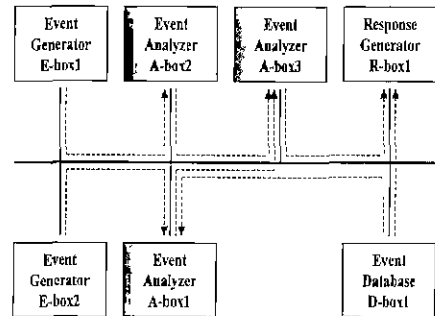 Event
Generator
E-box1
Event
Analyzer
A-box2
Event
Analyzer
A-box3
Response
Generator
R-box1
Event
Generator
E-box2
Event
Analyzer
A-box1
Event
Database
D-box1